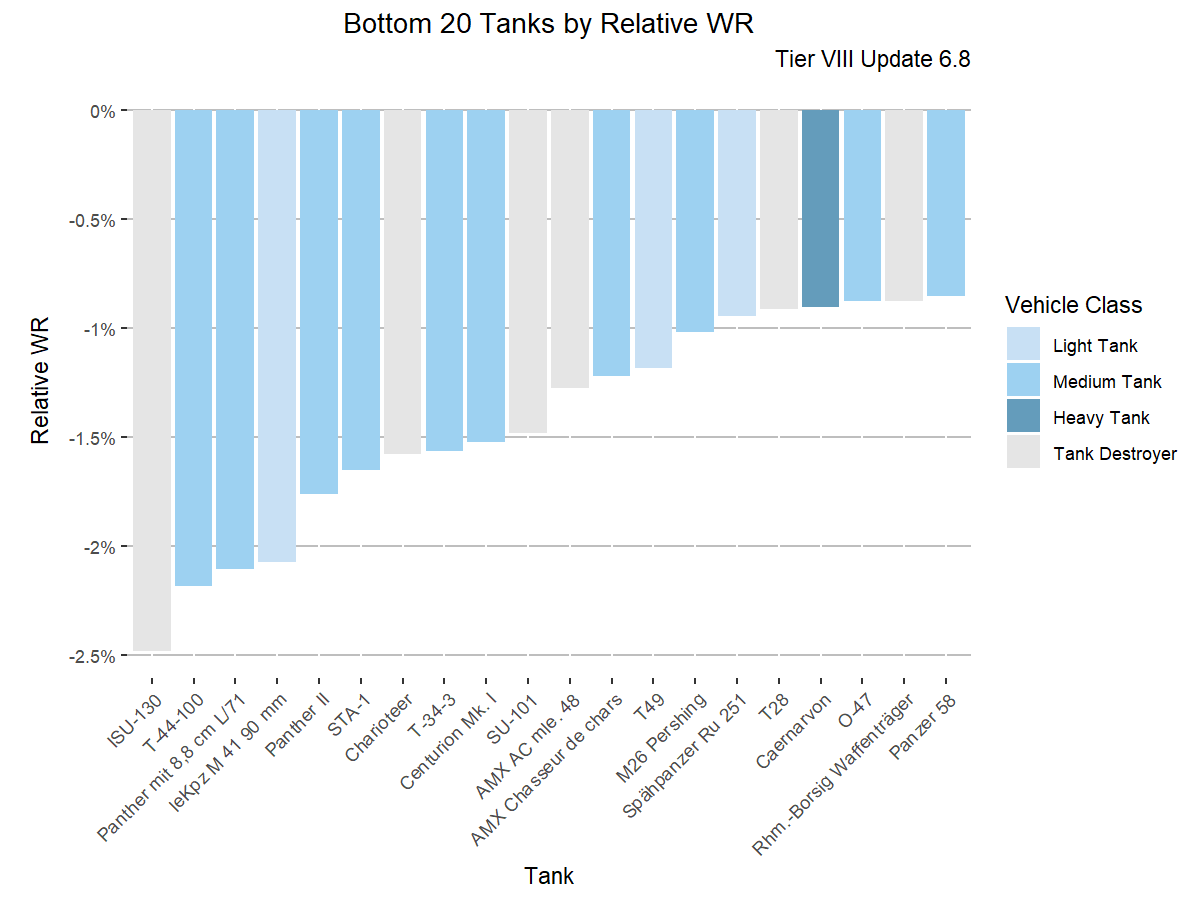 Bottom 20 Tanks by Relative WR
Tier VIII Update 6.8
0%
-0.5%
-1%
-1.5%
-2%
-2.5%
Relative WR
ISU-130
T-44-100
Panther mit 8,8 cm L/71
leKpz M 41 90 mm
Panther II
STA-1
Charioteer
T-34-3
Centurion Mk. I
SU-101
AMX AC mle. 48
AMX Chasseur de chars
T49
M26 Pershing
Spähpanzer Ru 251
T28
Caernarvon
O-47
Rhm.-Borsig Waffenträger
Panzer 58
Tank
Vehicle Class
Light Tank
Medium Tank
Heavy Tank
Tank Destroyer